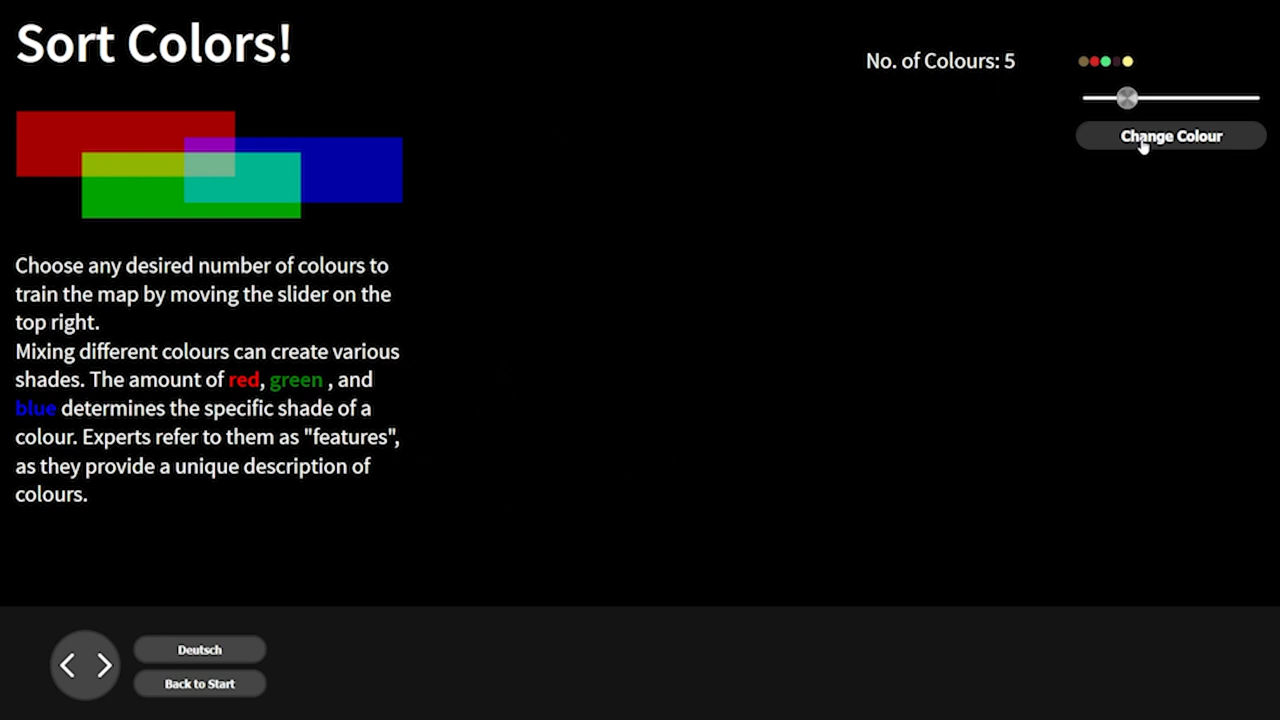 Sort Colors!
No. of Colours: 5
Change Colour
Choose any desired number of colours to
train the map by moving the slider on the
top right.
Mixing different colours can create various
shades. The amount of red, green , and
blue determines the specific shade of a
colour. Experts refer to them as "features",
as they provide a unique description of
colours.
Deutsch
Back to Start